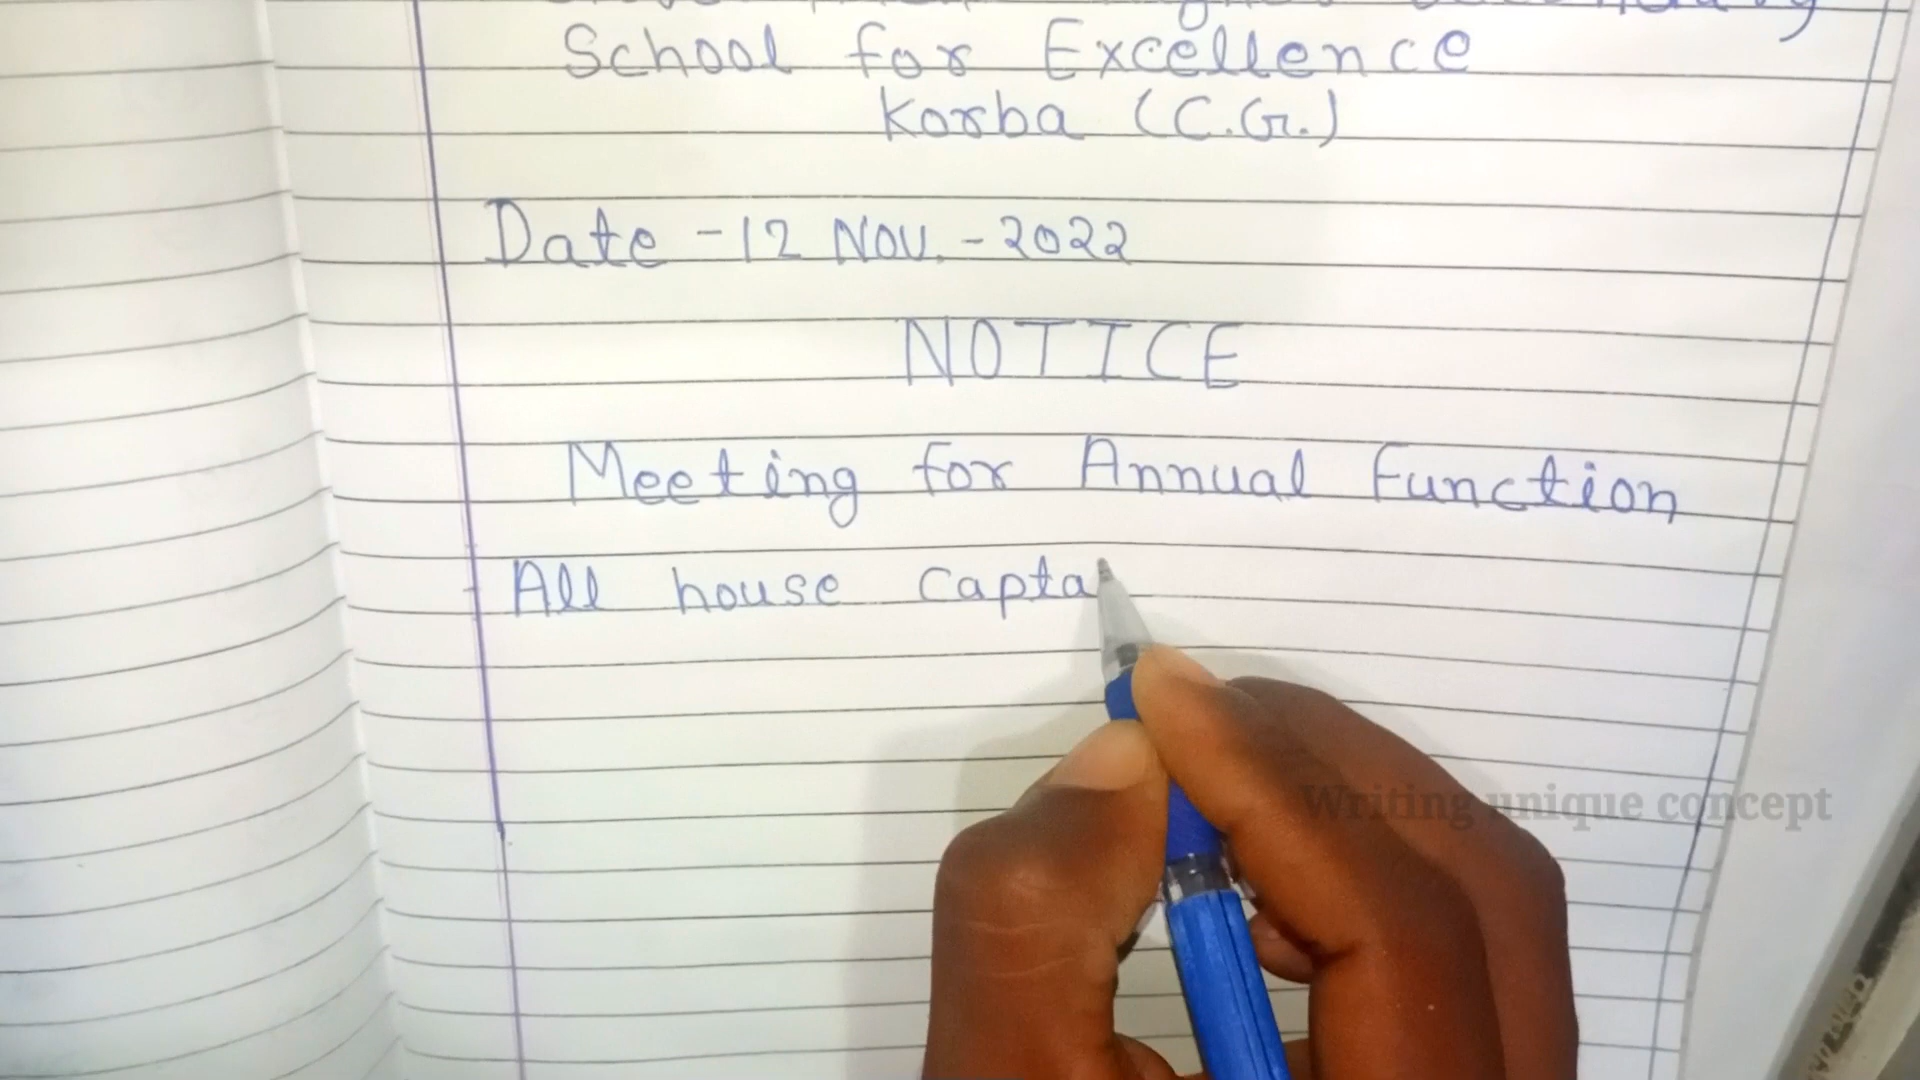 School for Excellence
Korba (C.G.)
Date - 12 Nov. - 2022
NOTICE
Meeting for Annual Function
All house Capta
Writing unique concept